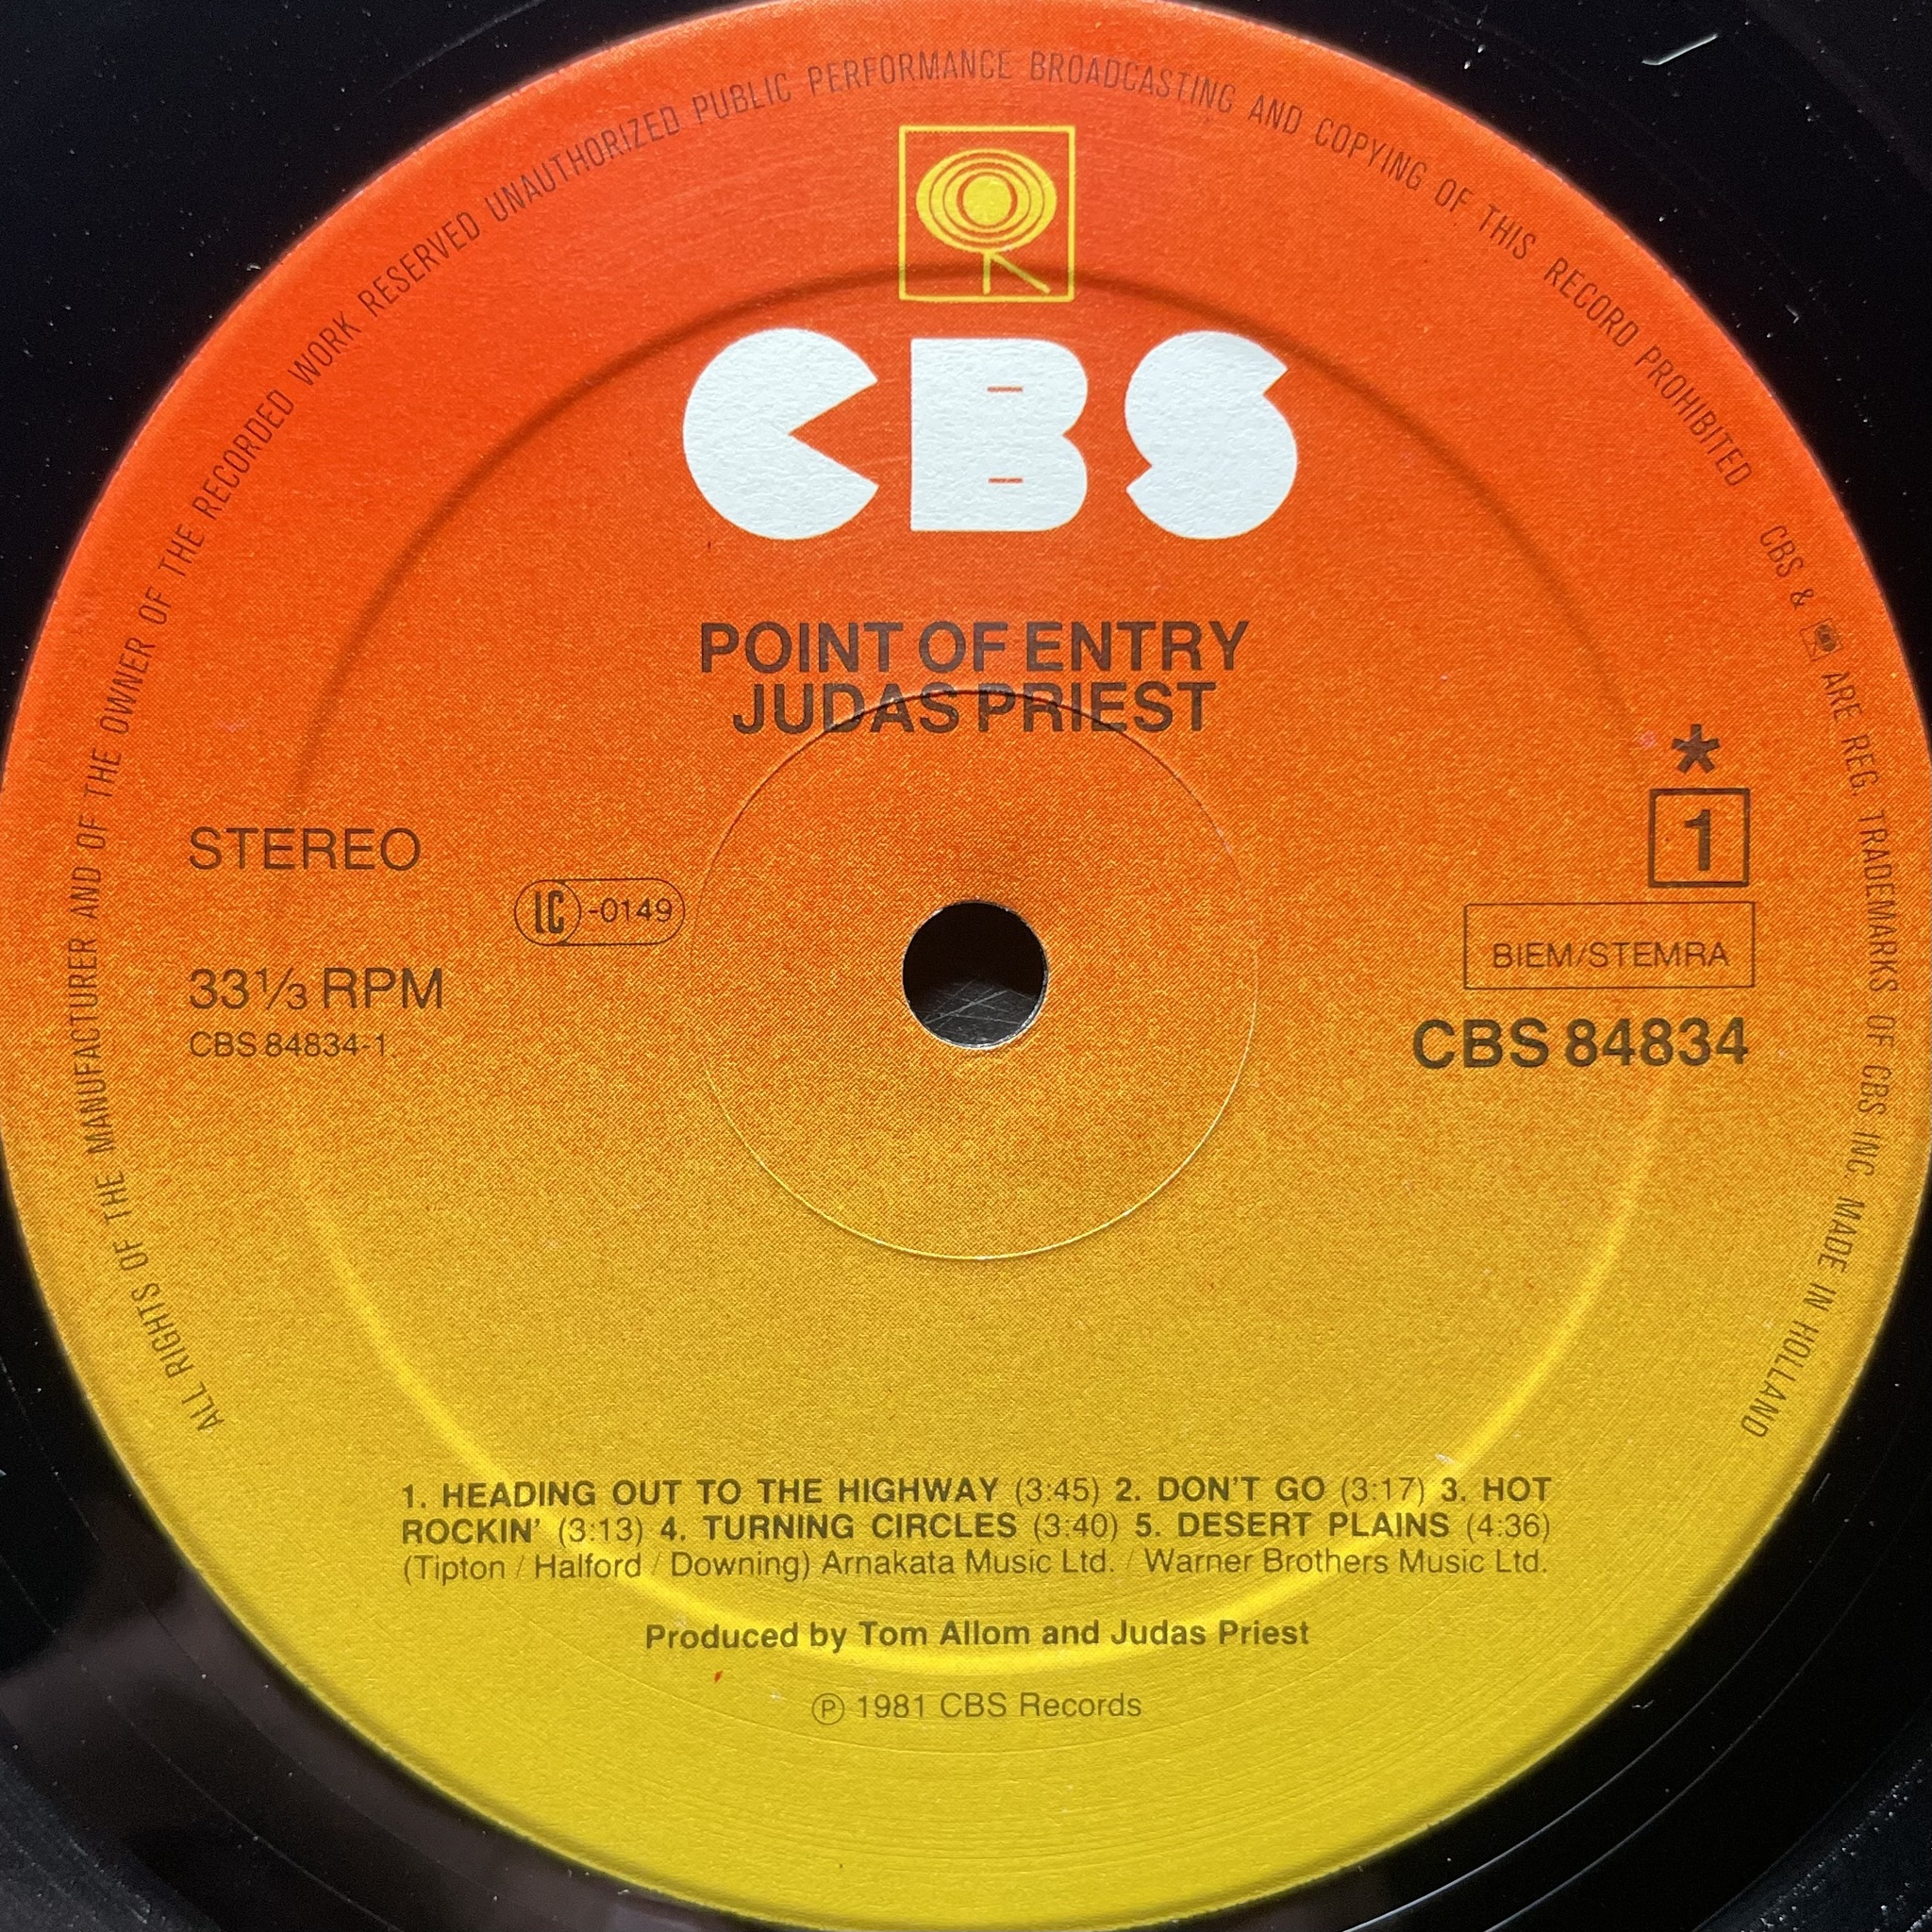 ALL RIGHTS OF THE MANUFACTURER AND OF THE OWNER OF THE RECORDED WORK RESERVED UNAUTHORIZED PUBLIC PERFORMANCE BROADCASTING AND COPYING OF THIS RECORD PROHIBITED
CBS & ARE REG. TRADEMARKS OF CBS INC. MADE IN HOLLAND
CBS
POINT OF ENTRY
JUDAS PRIEST
*
1
STEREO
LC -0149
BIEM/STEMRA
33⅓ RPM
CBS 84834-1
CBS 84834
1. HEADING OUT TO THE HIGHWAY (3:45) 2. DON'T GO (3:17) 3. HOT
ROCKIN' (3:13) 4. TURNING CIRCLES (3:40) 5. DESERT PLAINS (4:36)
(Tipton / Halford / Downing) Arnakata Music Ltd. / Warner Brothers Music Ltd.
Produced by Tom Allom and Judas Priest
℗ 1981 CBS Records